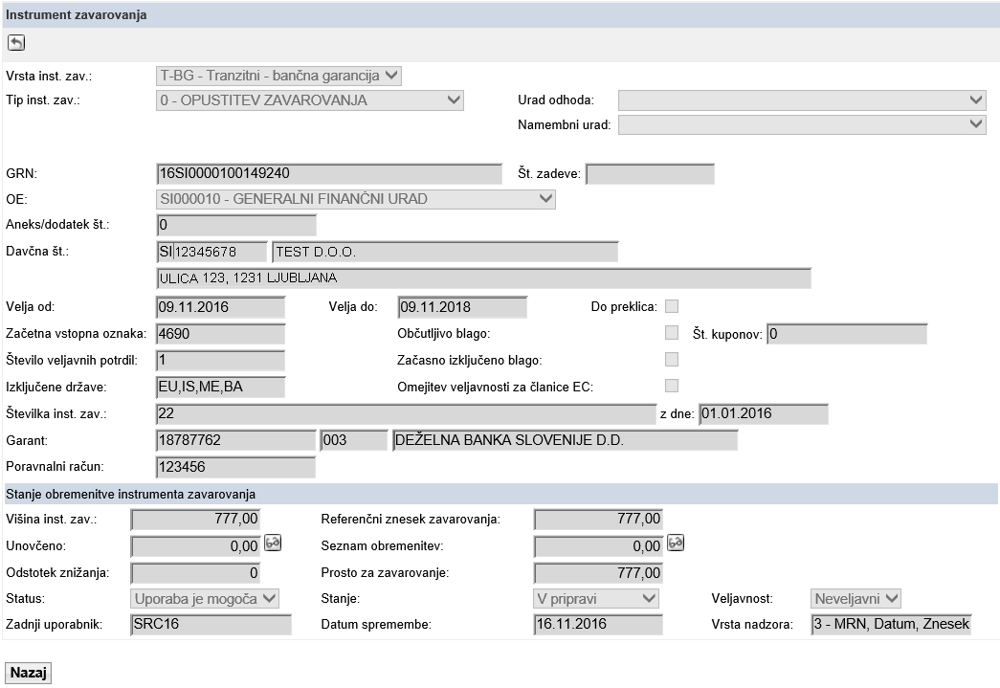 Instrument zavarovanja
Vrsta inst. zav.: T-BG - Tranzitni - bančna garancija
Tip inst. zav.: 0 - OPUSTITEV ZAVAROVANJA Urad odhoda:
Namembni urad:
GRN: 16SI0000100149240 Št. zadeve:
OE: SI000010 - GENERALNI FINANČNI URAD
Aneks/dodatek št.: 0
Davčna št.: SI 12345678 TEST D.O.O.
ULICA 123, 1231 LJUBLJANA
Velja od: 09.11.2016 Velja do: 09.11.2018 Do preklica:
Začetna vstopna oznaka: 4690 Občutljivo blago: Št. kuponov: 0
Število veljavnih potrdil: 1 Začasno izključeno blago:
Izključene države: EU,IS,ME,BA Omejitev veljavnosti za članice EC:
Številka inst. zav.: 22 z dne: 01.01.2016
Garant: 18787762 003 DEŽELNA BANKA SLOVENIJE D.D.
Poravnalni račun: 123456
Stanje obremenitve instrumenta zavarovanja
Višina inst. zav.: 777,00 Referenčni znesek zavarovanja: 777,00
Unovčeno: 0,00 Seznam obremenitev: 0,00
Odstotek znižanja: 0 Prosto za zavarovanje: 777,00
Status: Uporaba je mogoča Stanje: V pripravi Veljavnost: Neveljavni
Zadnji uporabnik: SRC16 Datum spremembe: 16.11.2016 Vrsta nadzora: 3 - MRN, Datum, Znesek
Nazaj